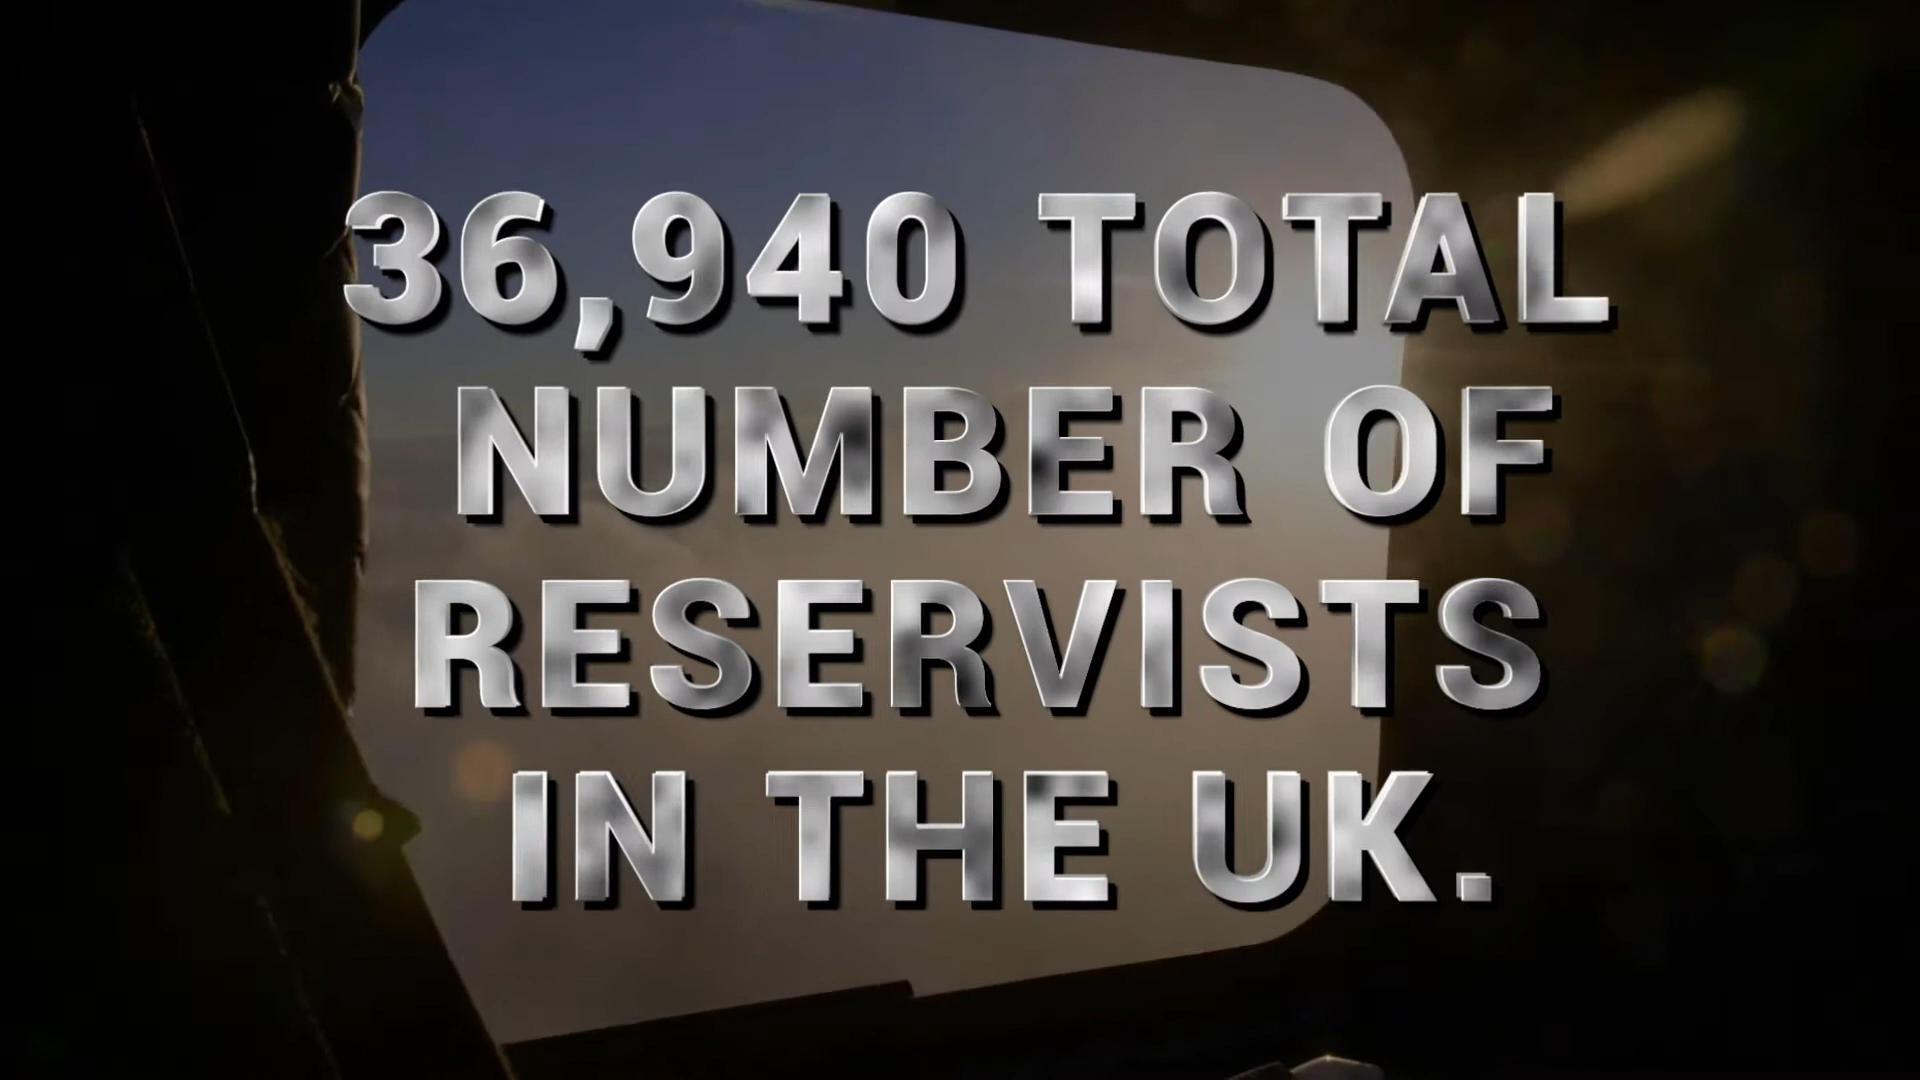 36,940 TOTAL
NUMBER OF
RESERVISTS
IN THE UK.